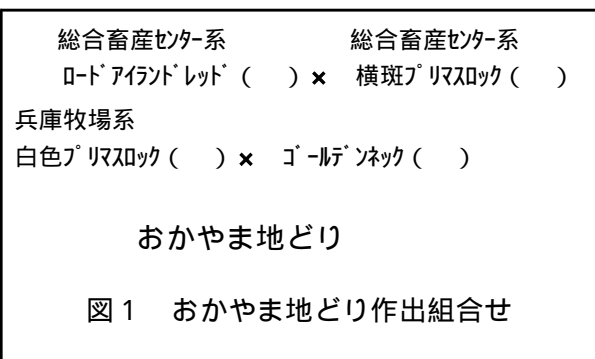 総合畜産ｾﾝﾀｰ系　　　　　総合畜産ｾﾝﾀｰ系
ﾛｰﾄﾞｱｲﾗﾝﾄﾞﾚｯﾄﾞ（　）×　横斑ﾌﾟﾘﾏｽﾛｯｸ（　）
兵庫牧場系
白色ﾌﾟﾘﾏｽﾛｯｸ（　）×　ｺﾞｰﾙﾃﾞﾝﾈｯｸ（　）
おかやま地どり
図１　おかやま地どり作出組合せ